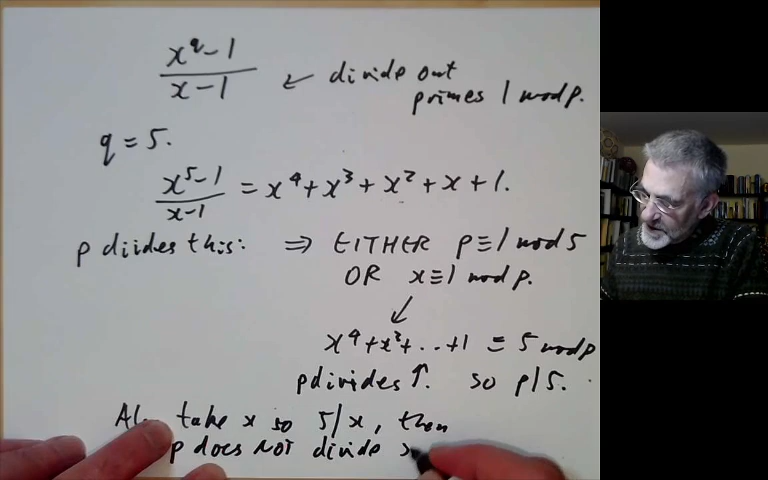 x^q - 1 / x - 1 ← divide out
primes 1 mod p.
q = 5.
x^5 - 1 / x - 1 = x^4 + x^3 + x^2 + x + 1.
p divides this: ⇒ EITHER p ≡ 1 mod 5
OR x ≡ 1 mod p.
x^4 + x^3 + .. + 1 ≡ 5 mod p
p divides ↑. so p | 5.
take x so 5/x, then
p does not divide